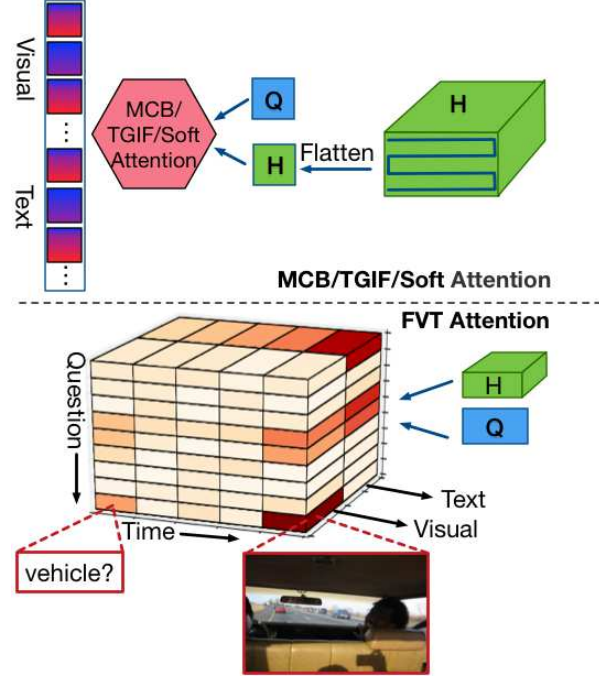 Visual
Text
MCB/
TGIF/Soft
Attention
Q
H
Flatten
H
MCB/TGIF/Soft Attention
FVT Attention
Question
Time
Text
Visual
H
Q
vehicle?